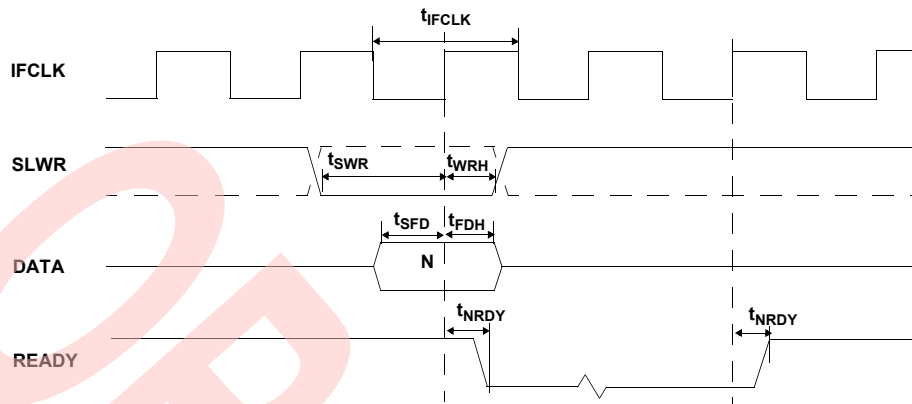 tIFCLK
IFCLK
SLWR
tSWR
tWRH
tSFD
tFDH
DATA
N
tNRDY
tNRDY
READY